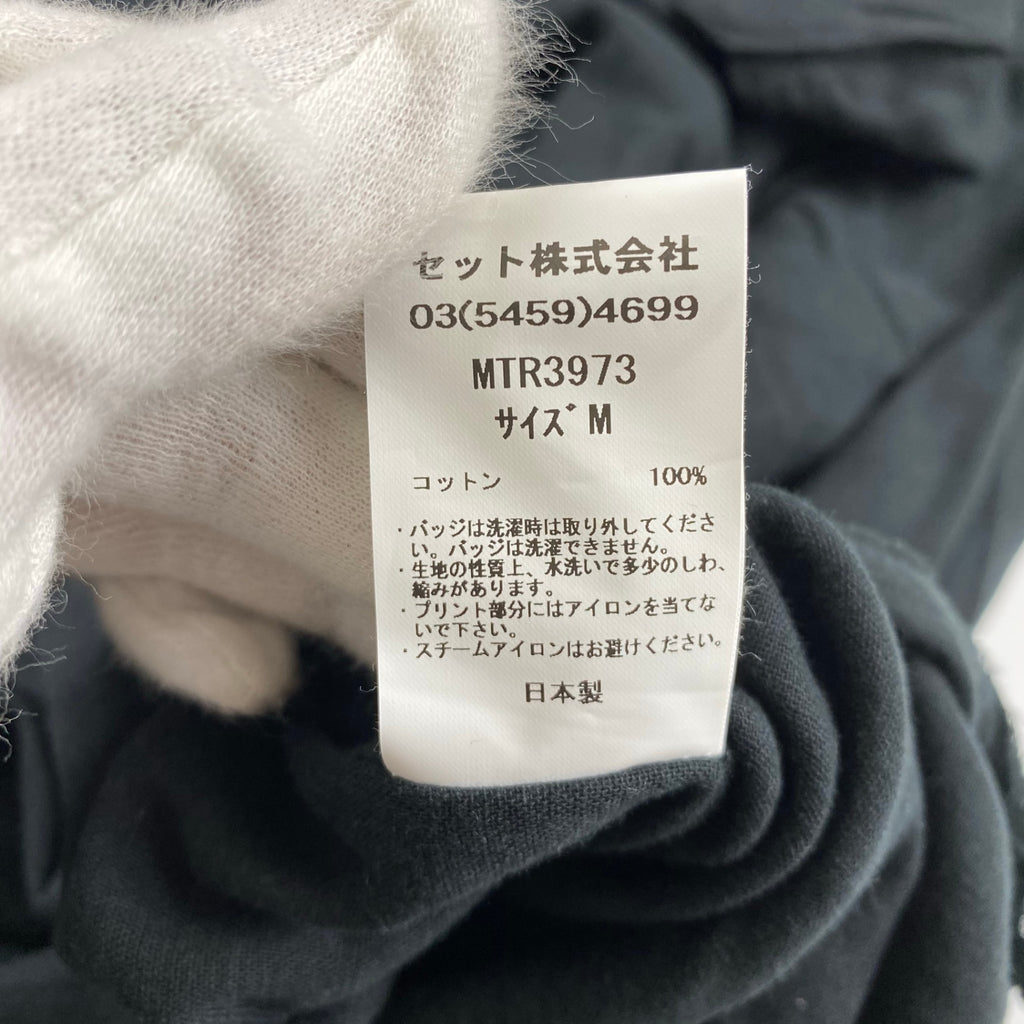 セット株式会社
03(5459)4699
MTR3973
サイズ M
コットン 100%
・バッジは洗濯時は取り外してくださ
い。バッジは洗濯できません。
・生地の性質上、水洗いで多少のしわ、
縮みがあります。
・プリント部分にはアイロンを当てな
いで下さい。
・スチームアイロンはお避けください。
日本製